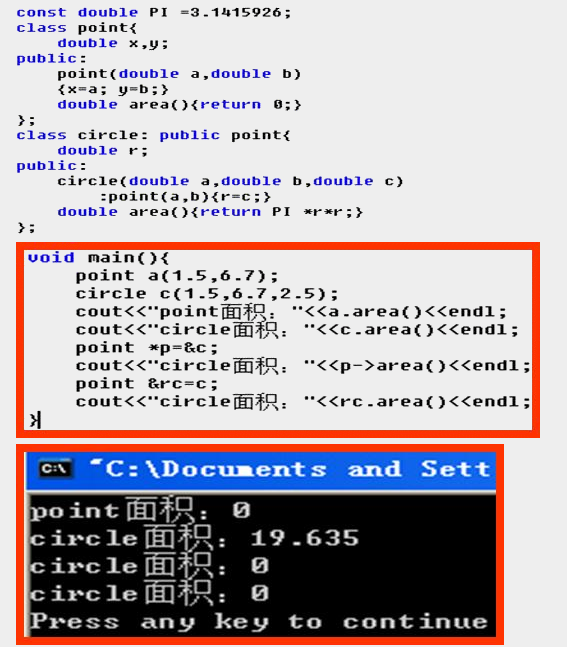 const double PI =3.1415926;
class point{
double x,y;
public:
point(double a,double b)
{x=a; y=b;}
double area(){return 0;}
};
class circle: public point{
double r;
public:
circle(double a,double b,double c)
:point(a,b){r=c;}
double area(){return PI *r*r;}
};
void main(){
point a(1.5,6.7);
circle c(1.5,6.7,2.5);
cout<<"point面积: "<<a.area()<<endl;
cout<<"circle面积: "<<c.area()<<endl;
point *p=&c;
cout<<"circle面积: "<<p->area()<<endl;
point &rc=c;
cout<<"circle面积: "<<rc.area()<<endl;
}
C:\ "C:\Documents and Sett
point面积: 0
circle面积: 19.635
circle面积: 0
circle面积: 0
Press any key to continue